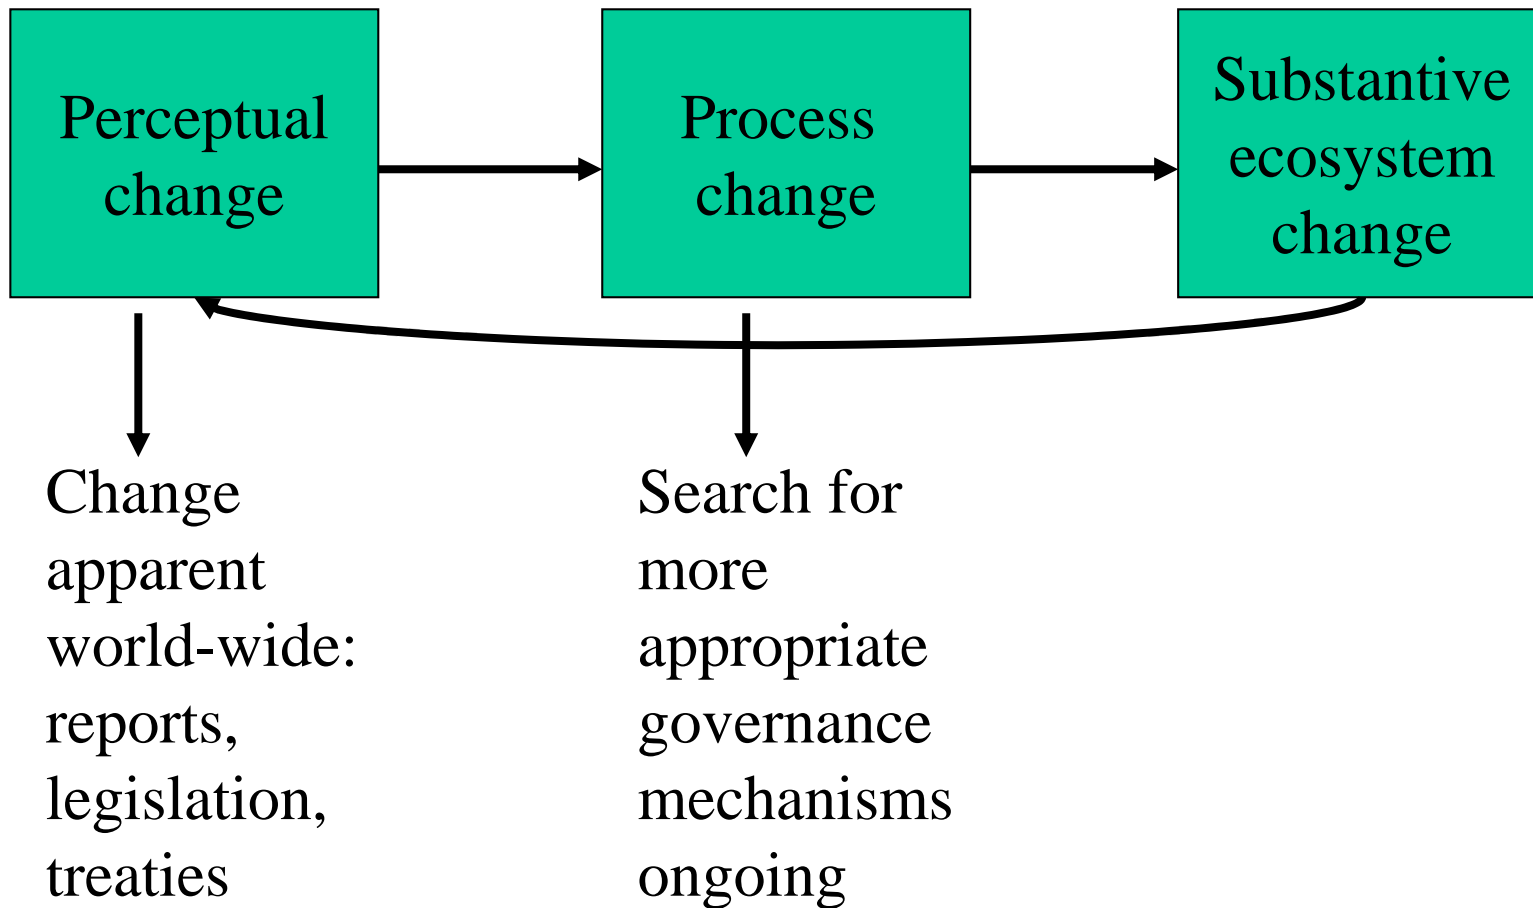 Perceptual
change
Process
change
Substantive
ecosystem
change
Change
apparent
world-wide:
reports,
legislation,
treaties
Search for
more
appropriate
governance
mechanisms
ongoing